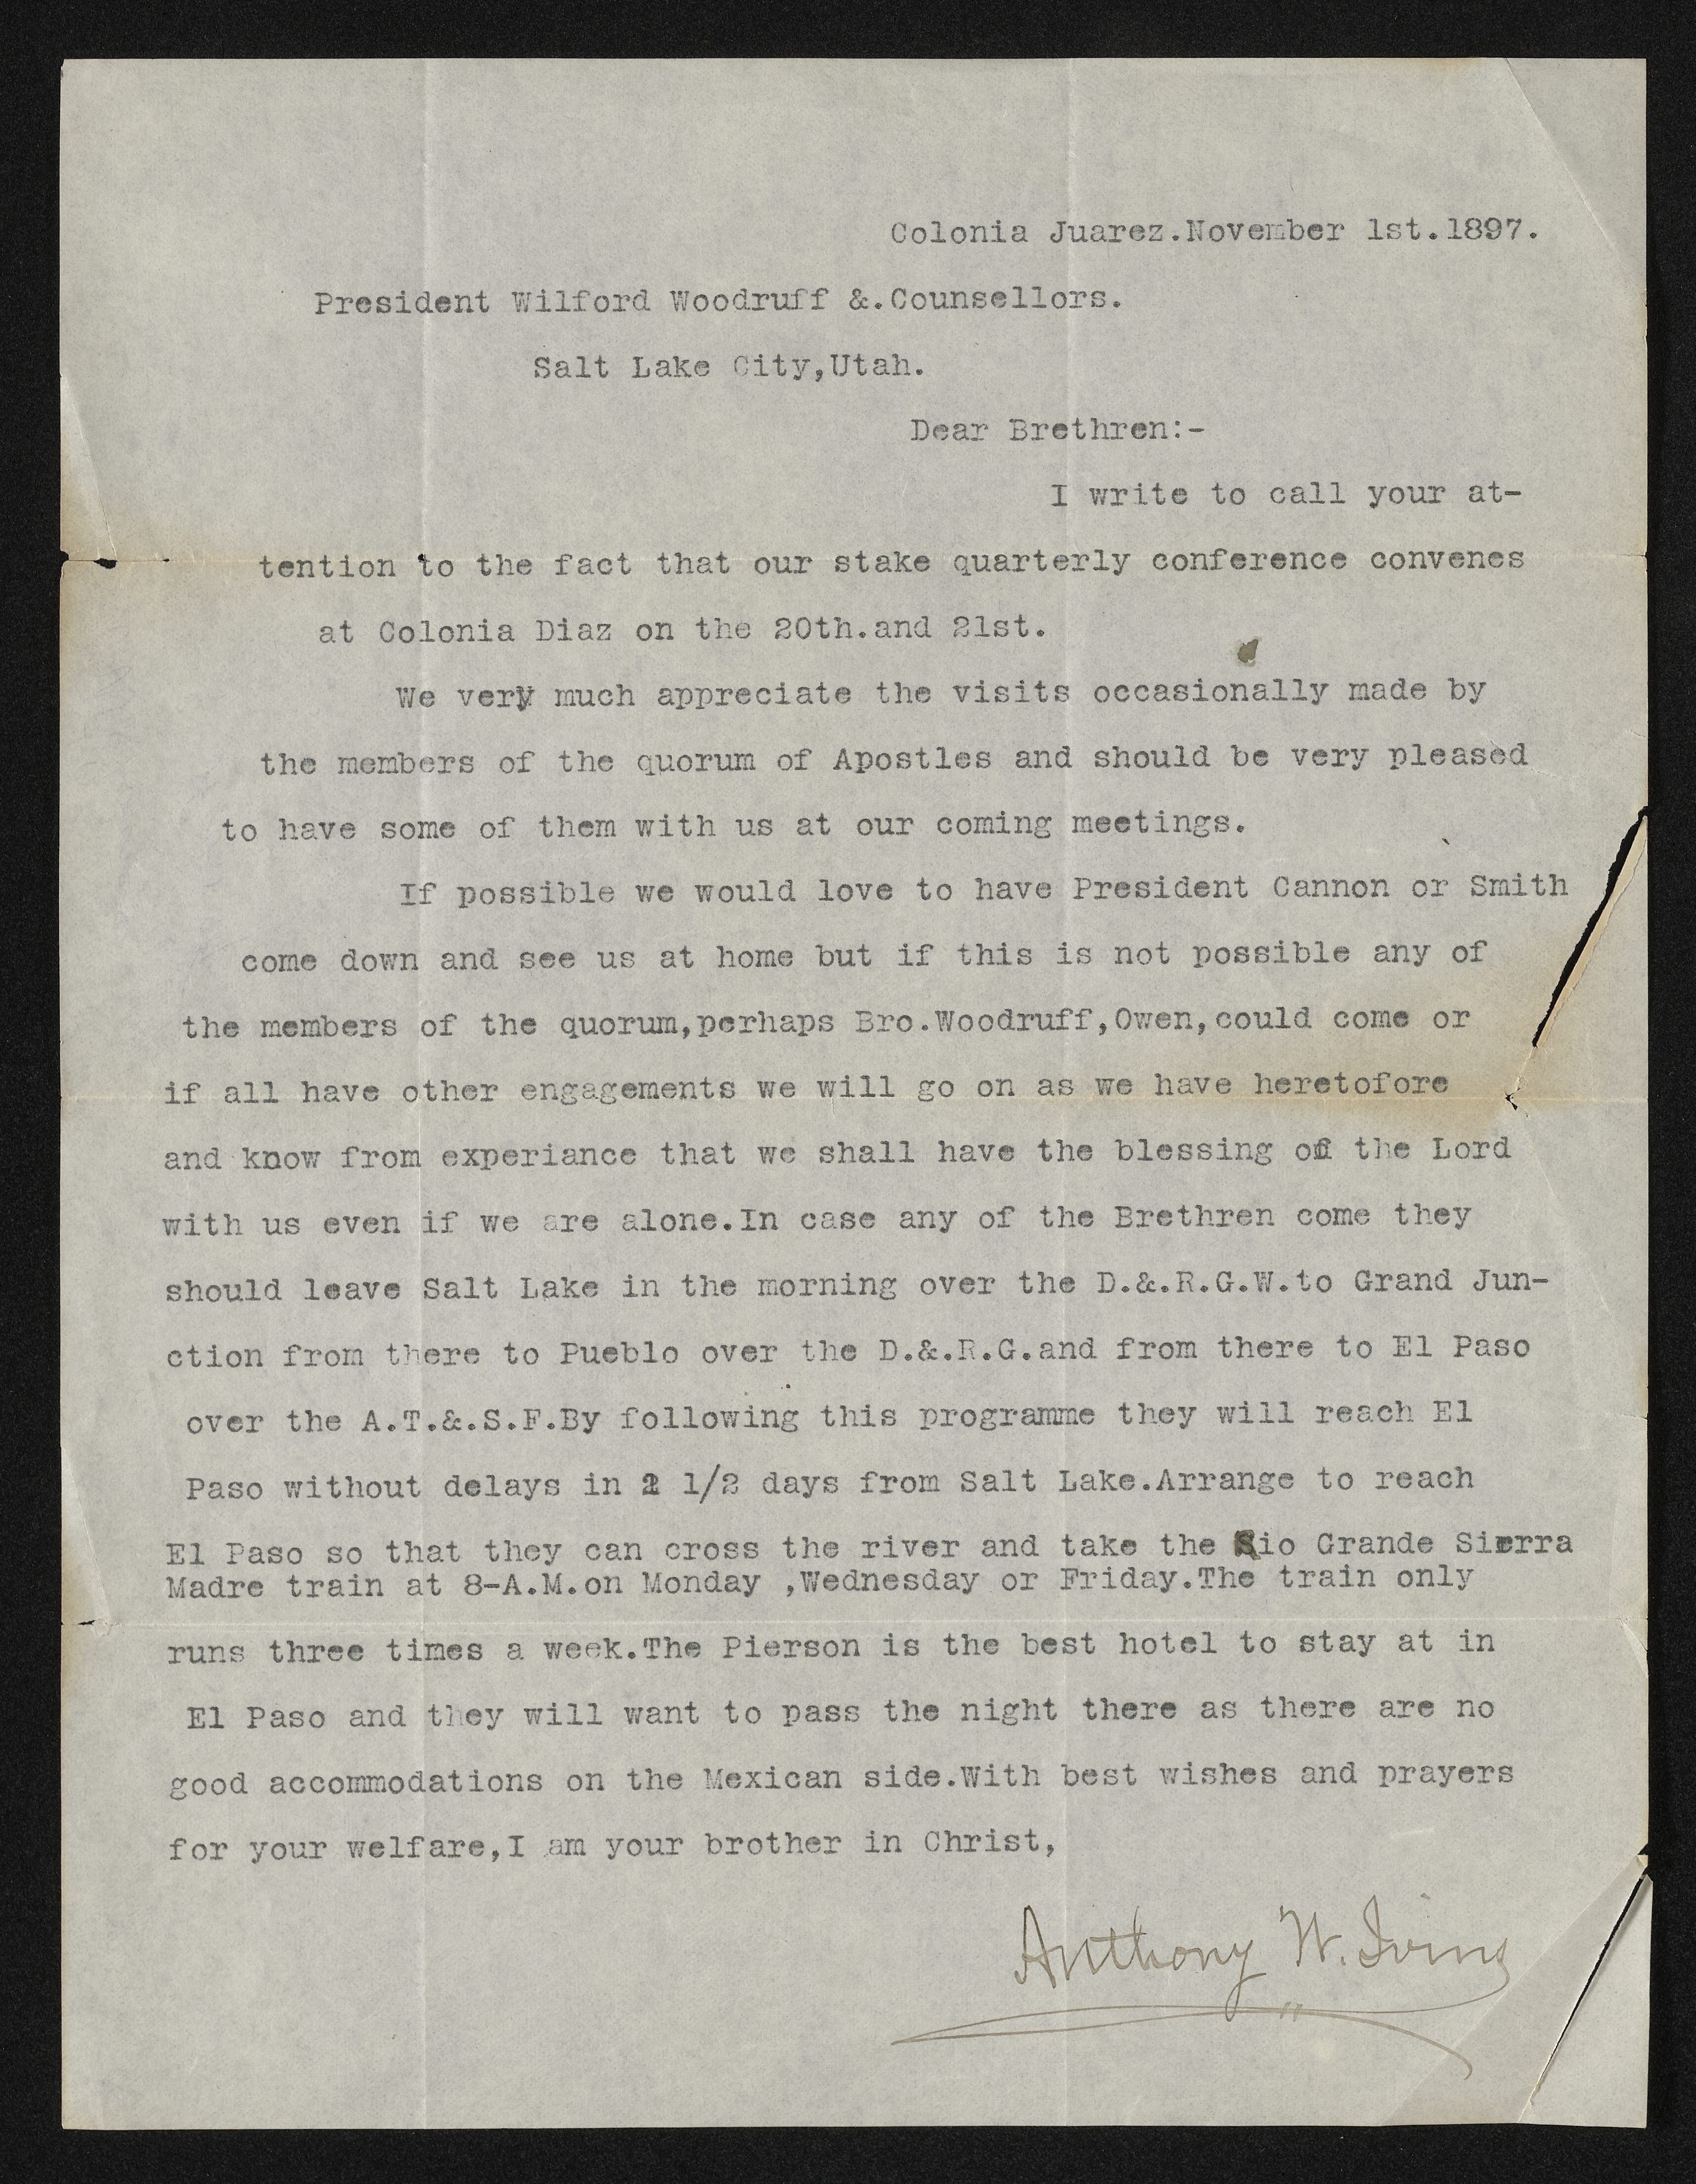 Colonia Juarez.November 1st.1897.
President Wilford Woodruff &.Counsellors.
Salt Lake City,Utah.
Dear Brethren:-
I write to call your at-
tention to the fact that our stake quarterly conference convenes
at Colonia Diaz on the 20th.and 21st.
We very much appreciate the visits occasionally made by
the members of the quorum of Apostles and should be very pleased
to have some of them with us at our coming meetings.
If possible we would love to have President Cannon or Smith
come down and see us at home but if this is not possible any of
the members of the quorum,perhaps Bro.Woodruff,Owen,could come or
if all have other engagements we will go on as we have heretofore
and know from experiance that we shall have the blessing of the Lord
with us even if we are alone.In case any of the Brethren come they
should leave Salt Lake in the morning over the D.&.R.G.W.to Grand Jun-
ction from there to Pueblo over the D.&.R.G.and from there to El Paso
over the A.T.&.S.F.By following this programme they will reach El
Paso without delays in 2 1/2 days from Salt Lake.Arrange to reach
El Paso so that they can cross the river and take the Rio Grande Sierra
Madre train at 8-A.M.on Monday ,Wednesday or Friday.The train only
runs three times a week.The Pierson is the best hotel to stay at in
El Paso and they will want to pass the night there as there are no
good accommodations on the Mexican side.With best wishes and prayers
for your welfare,I am your brother in Christ,
Anthony W. Ivins